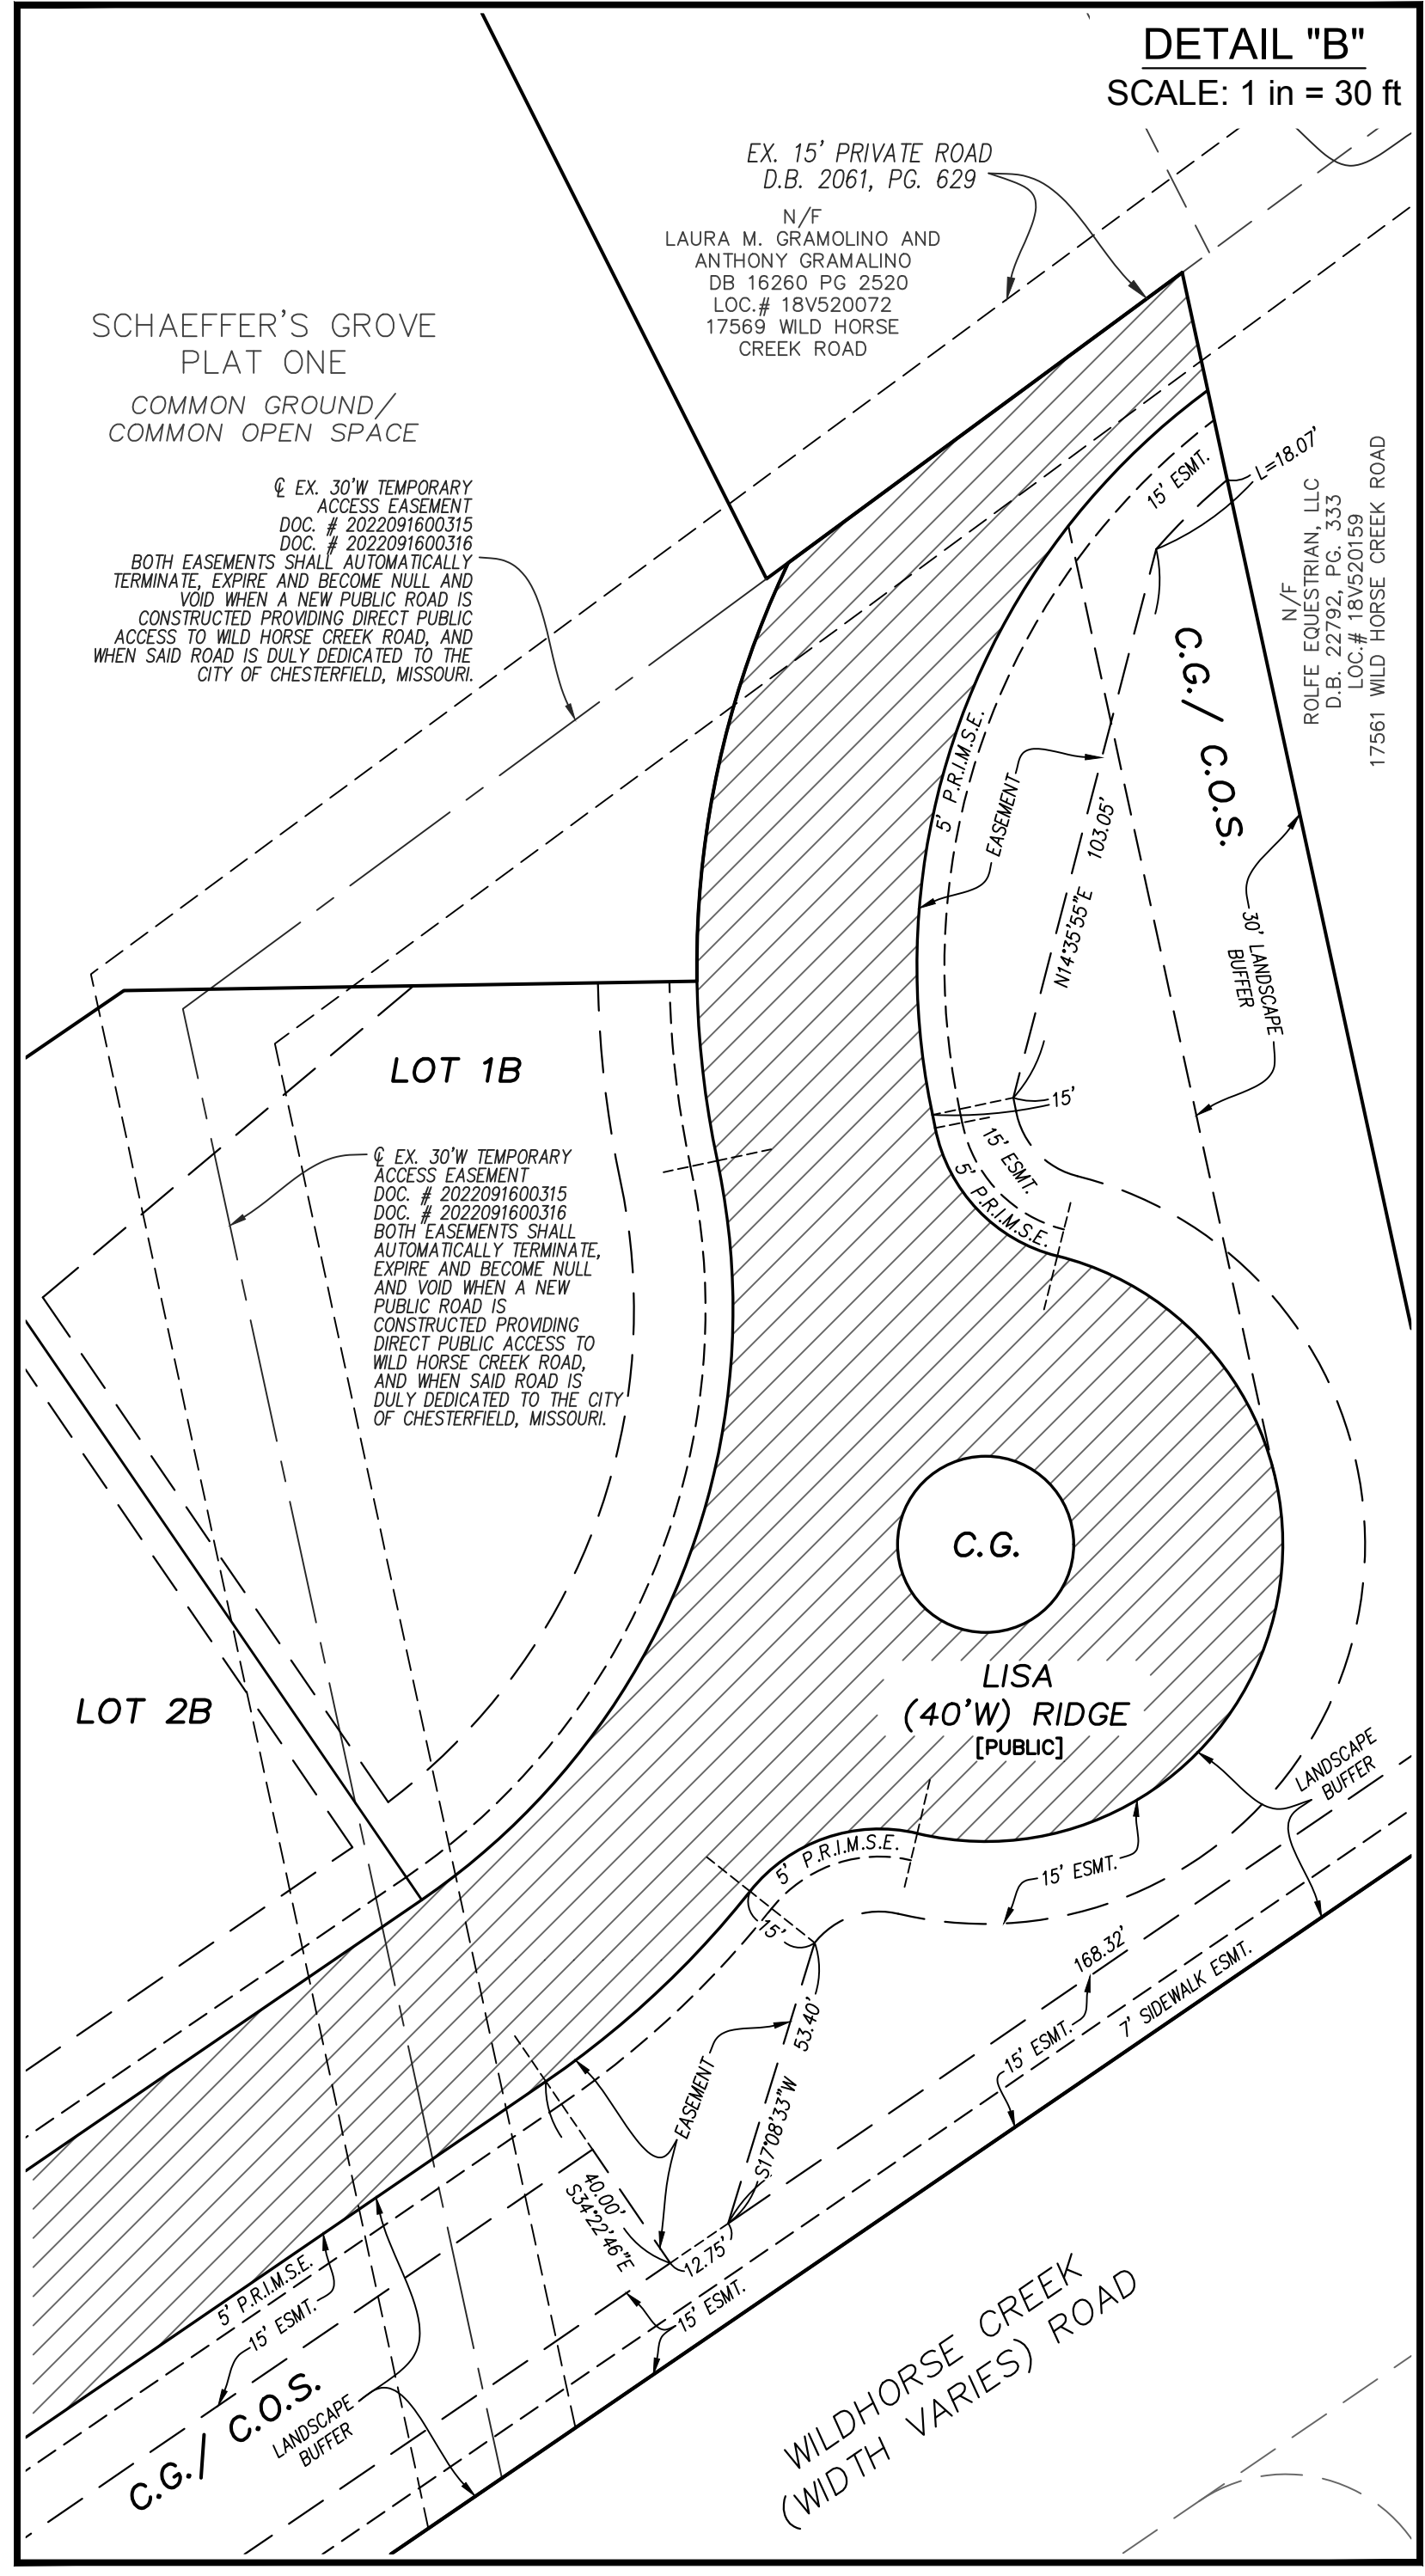 DETAIL "B"
SCALE: 1 in = 30 ft
EX. 15' PRIVATE ROAD
D.B. 2061, PG. 629
N/F
LAURA M. GRAMOLINO AND
ANTHONY GRAMALINO
DB 16260 PG 2520
LOC.# 18V520072
17569 WILD HORSE
CREEK ROAD
SCHAEFFER'S GROVE
PLAT ONE
COMMON GROUND/
COMMON OPEN SPACE
℄ EX. 30'W TEMPORARY
ACCESS EASEMENT
DOC. # 2022091600315
DOC. # 2022091600316
BOTH EASEMENTS SHALL AUTOMATICALLY
TERMINATE, EXPIRE AND BECOME NULL AND
VOID WHEN A NEW PUBLIC ROAD IS
CONSTRUCTED PROVIDING DIRECT PUBLIC
ACCESS TO WILD HORSE CREEK ROAD, AND
WHEN SAID ROAD IS DULY DEDICATED TO THE
CITY OF CHESTERFIELD, MISSOURI.
15' ESMT.
L=18.07'
N/F
ROLFE EQUESTRIAN, LLC
D.B. 22792, PG. 333
LOC.# 18V520159
17561 WILD HORSE CREEK ROAD
C.G./ C.O.S.
5' P.R.I.M.S.E.
EASEMENT
N14°35'55"E 103.05'
30' LANDSCAPE
BUFFER
15'
15' ESMT.
5' P.R.I.M.S.E.
LOT 1B
℄ EX. 30'W TEMPORARY
ACCESS EASEMENT
DOC. # 2022091600315
DOC. # 2022091600316
BOTH EASEMENTS SHALL
AUTOMATICALLY TERMINATE,
EXPIRE AND BECOME NULL
AND VOID WHEN A NEW
PUBLIC ROAD IS
CONSTRUCTED PROVIDING
DIRECT PUBLIC ACCESS TO
WILD HORSE CREEK ROAD,
AND WHEN SAID ROAD IS
DULY DEDICATED TO THE CITY
OF CHESTERFIELD, MISSOURI.
C.G.
LISA
(40'W) RIDGE
[PUBLIC]
LOT 2B
LANDSCAPE
BUFFER
5' P.R.I.M.S.E.
15' ESMT.
15'
168.32'
7' SIDEWALK ESMT.
15' ESMT.
EASEMENT
S17°08'33"W 53.40'
40.00'
S34°22'46"E
12.75'
15' ESMT.
5' P.R.I.M.S.E.
15' ESMT.
C.G./ C.O.S.
LANDSCAPE
BUFFER
WILDHORSE CREEK
(WIDTH VARIES) ROAD